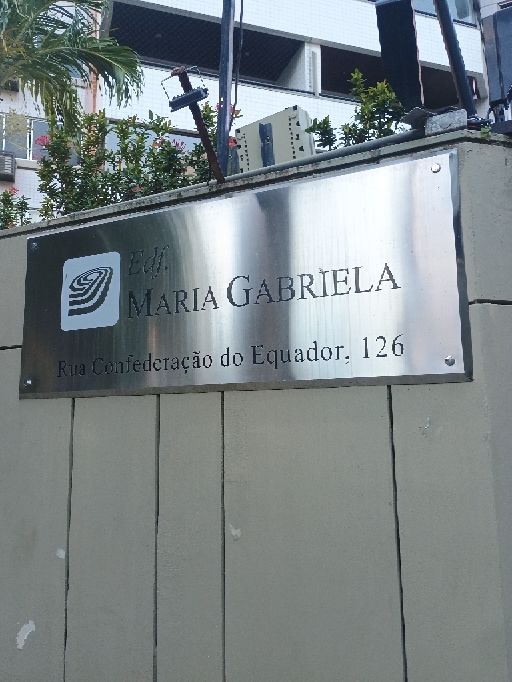 Edf.
MARIA GABRIELA
Rua Confederação do Equador, 126